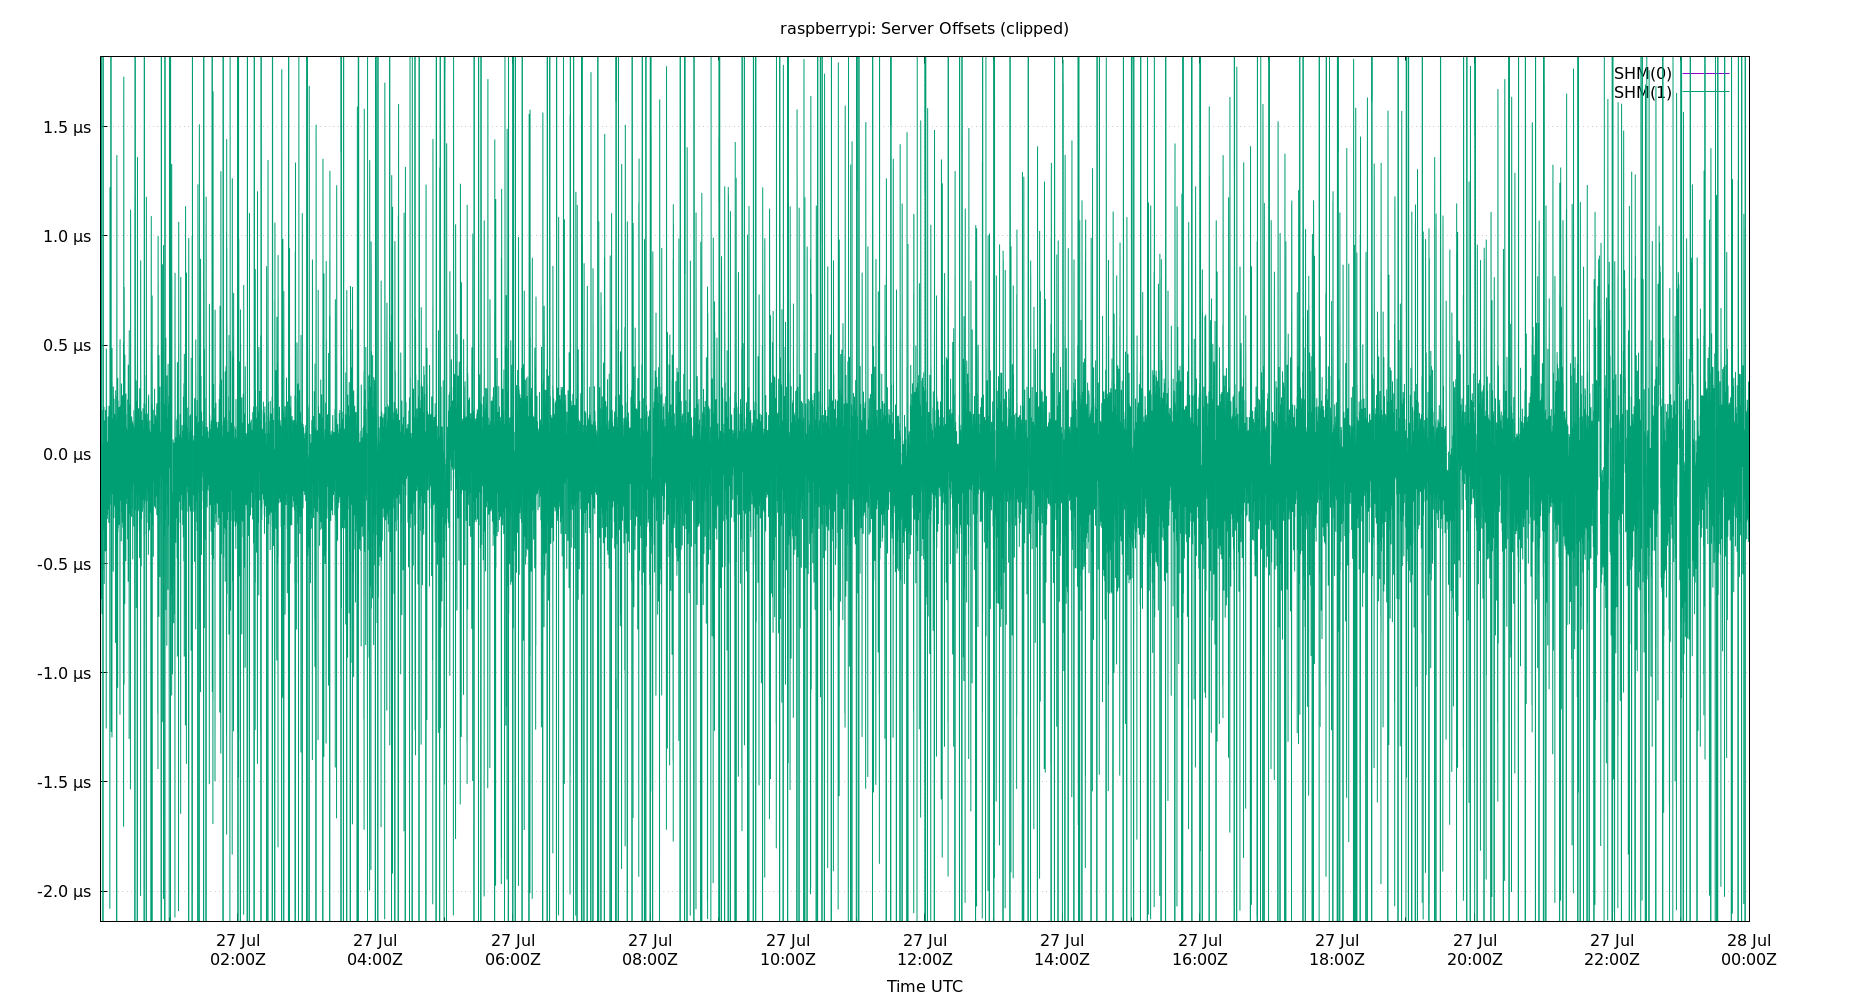 raspberrypi: Server Offsets (clipped)
SHM(0)
SHM(1)
1.5 µs
1.0 µs
0.5 µs
0.0 µs
-0.5 µs
-1.0 µs
-1.5 µs
-2.0 µs
27 Jul 27 Jul 27 Jul 27 Jul 27 Jul 27 Jul 27 Jul 27 Jul 27 Jul 27 Jul 27 Jul 28 Jul
02:00Z 04:00Z 06:00Z 08:00Z 10:00Z 12:00Z 14:00Z 16:00Z 18:00Z 20:00Z 22:00Z 00:00Z
Time UTC